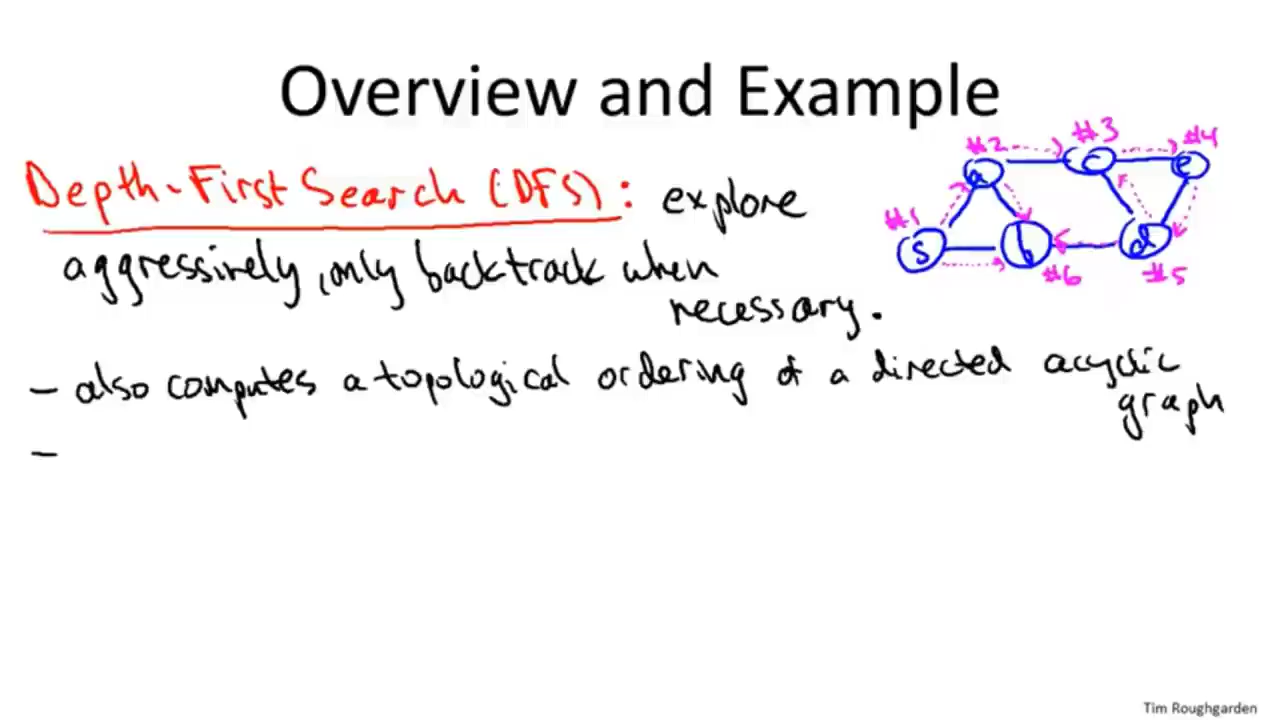 Overview and Example
Depth-First Search (DFS): explore
aggressively, only backtrack when
necessary.
- also computes a topological ordering of a directed acyclic
graph
-
#2 #3 #4
a c e
#1
s b d
#6 #5
Tim Roughgarden